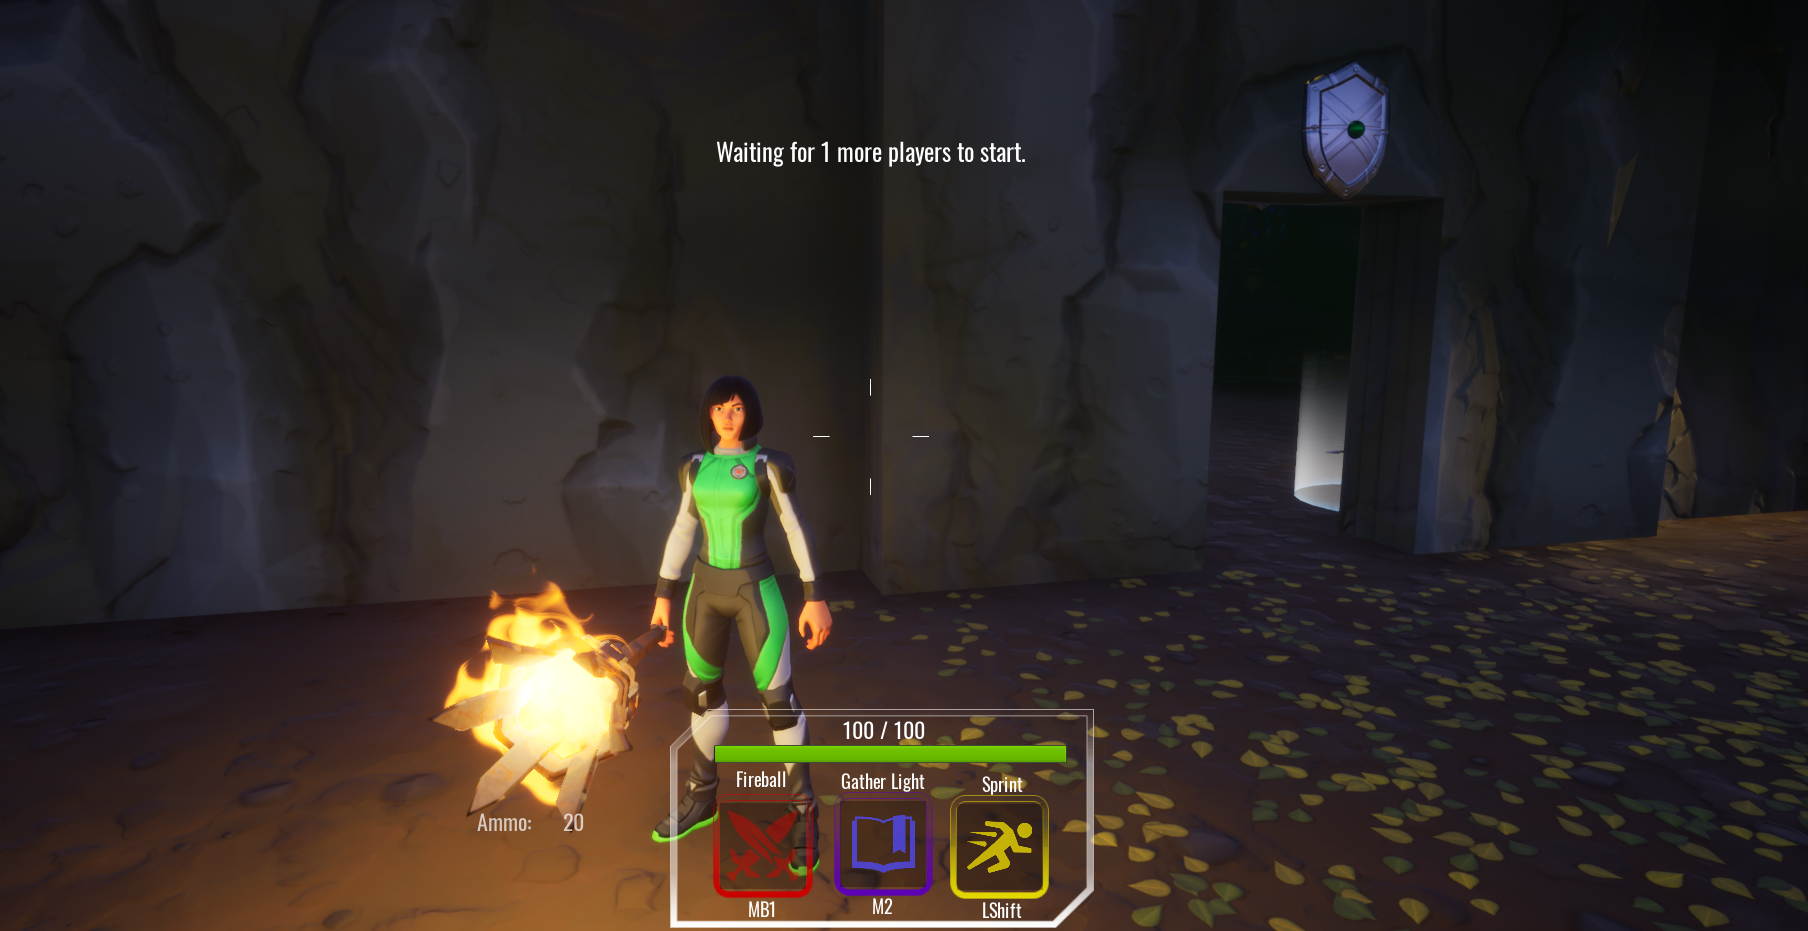 Waiting for 1 more players to start.
100 / 100
Fireball
Gather Light
Sprint
Ammo: 20
MB1
M2
LShift